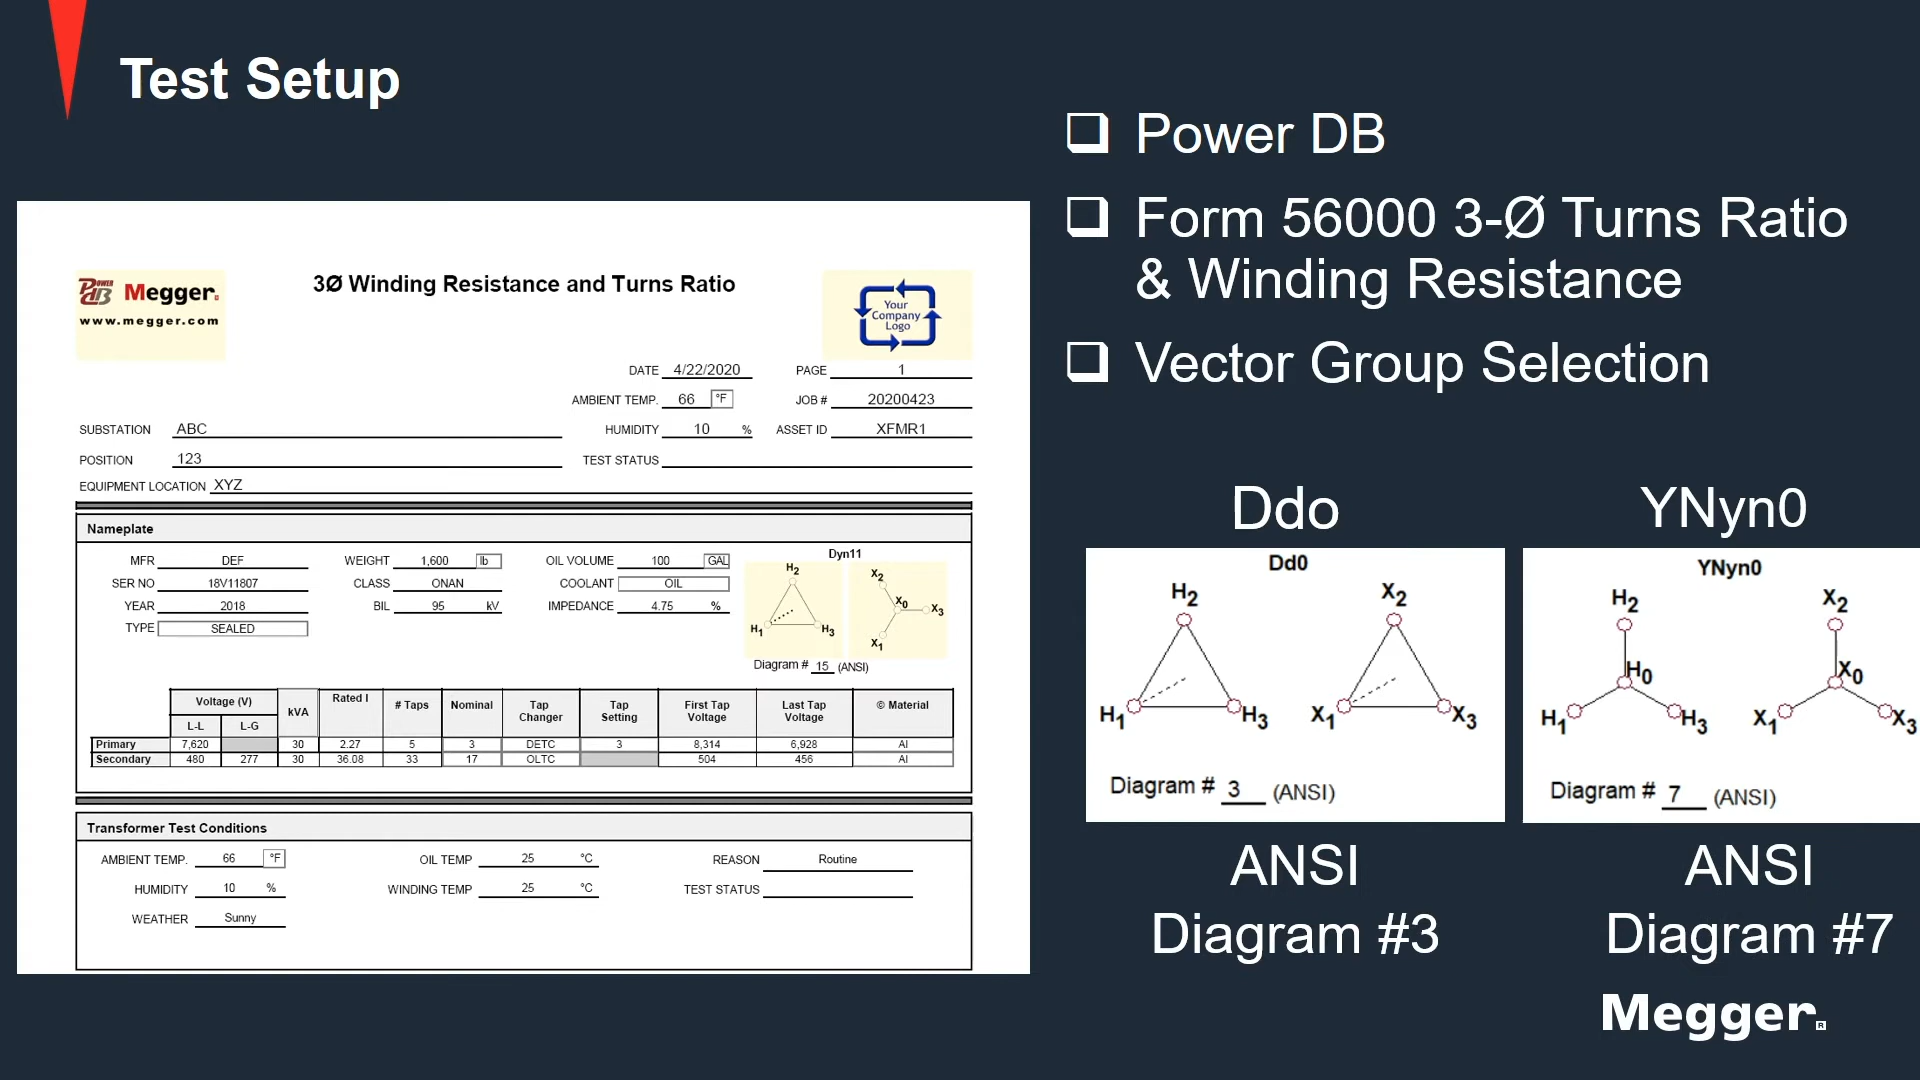 Test Setup
❑ Power DB
❑ Form 56000 3-Ø Turns Ratio
& Winding Resistance
❑ Vector Group Selection
POWER DB Megger.
www.megger.com
3Ø Winding Resistance and Turns Ratio
Your
Company
Logo
DATE 4/22/2020 PAGE 1
AMBIENT TEMP. 66 °F JOB # 20200423
SUBSTATION ABC HUMIDITY 10 % ASSET ID XFMR1
POSITION 123 TEST STATUS
EQUIPMENT LOCATION XYZ
Nameplate
MFR DEF WEIGHT 1,600 lb OIL VOLUME 100 GAL
SER NO 18V11807 CLASS ONAN COOLANT OIL
YEAR 2018 BIL 95 kV IMPEDANCE 4.75 %
TYPE SEALED
Dyn11
H2 X2
X0 X3
H1 H3
X1
Diagram # 15 (ANSI)
Voltage (V) kVA Rated I # Taps Nominal Tap Changer Tap Setting First Tap Voltage Last Tap Voltage © Material
L-L L-G
Primary 7,620 30 2.27 5 3 DETC 3 8,314 6,928 Al
Secondary 480 277 30 36.08 33 17 OLTC 504 456 Al
Transformer Test Conditions
AMBIENT TEMP. 66 °F OIL TEMP 25 °C REASON Routine
HUMIDITY 10 % WINDING TEMP 25 °C TEST STATUS
WEATHER Sunny
Ddo
Dd0
H2 X2
H1 H3 X1 X3
Diagram # 3 (ANSI)
ANSI
Diagram #3
YNyn0
YNyn0
H2 X2
H0 X0
H1 H3 X1 X3
Diagram # 7 (ANSI)
ANSI
Diagram #7
Megger®